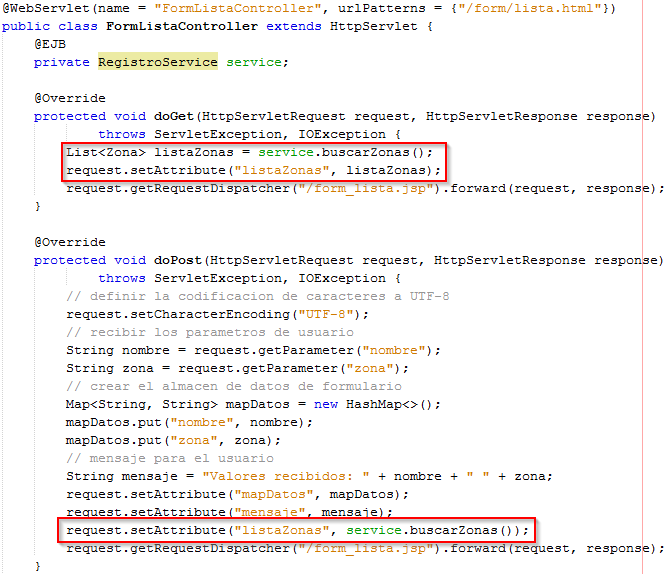 @WebServlet(name = "FormListaController", urlPatterns = {"/form/lista.html"})
public class FormListaController extends HttpServlet {
    @EJB
    private RegistroService service;

    @Override
    protected void doGet(HttpServletRequest request, HttpServletResponse response)
            throws ServletException, IOException {
        List<Zona> listaZonas = service.buscarZonas();
        request.setAttribute("listaZonas", listaZonas);
        request.getRequestDispatcher("/form_lista.jsp").forward(request, response);
    }

    @Override
    protected void doPost(HttpServletRequest request, HttpServletResponse response)
            throws ServletException, IOException {
        // definir la codificacion de caracteres a UTF-8
        request.setCharacterEncoding("UTF-8");
        // recibir los parametros de usuario
        String nombre = request.getParameter("nombre");
        String zona = request.getParameter("zona");
        // crear el almacen de datos de formulario
        Map<String, String> mapDatos = new HashMap<>();
        mapDatos.put("nombre", nombre);
        mapDatos.put("zona", zona);
        // mensaje para el usuario
        String mensaje = "Valores recibidos: " + nombre + " " + zona;
        request.setAttribute("mapDatos", mapDatos);
        request.setAttribute("mensaje", mensaje);
        request.setAttribute("listaZonas", service.buscarZonas());
        request.getRequestDispatcher("/form_lista.jsp").forward(request, response);
    }